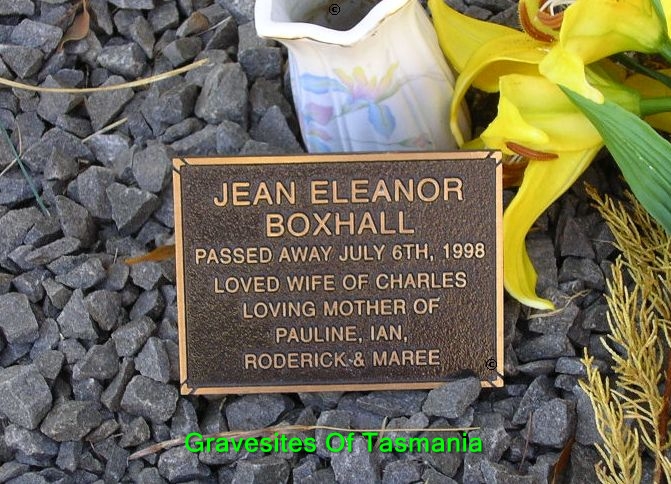 ©
JEAN ELEANOR
BOXHALL
PASSED AWAY JULY 6TH, 1998
LOVED WIFE OF CHARLES
LOVING MOTHER OF
PAULINE, IAN,
RODERICK & MAREE
©
Gravesites Of Tasmania